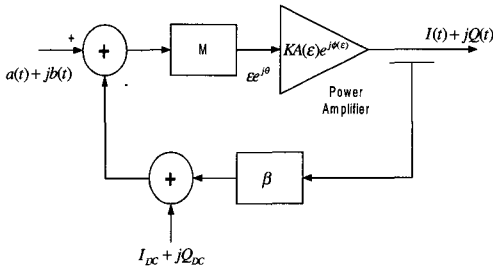 +
a(t) + jb(t)
+
M
εe^{jθ}
KA(ε)e^{jϕ(ε)}
I(t) + jQ(t)
Power
Amplifier
-
+
β
I_{DC} + jQ_{DC}